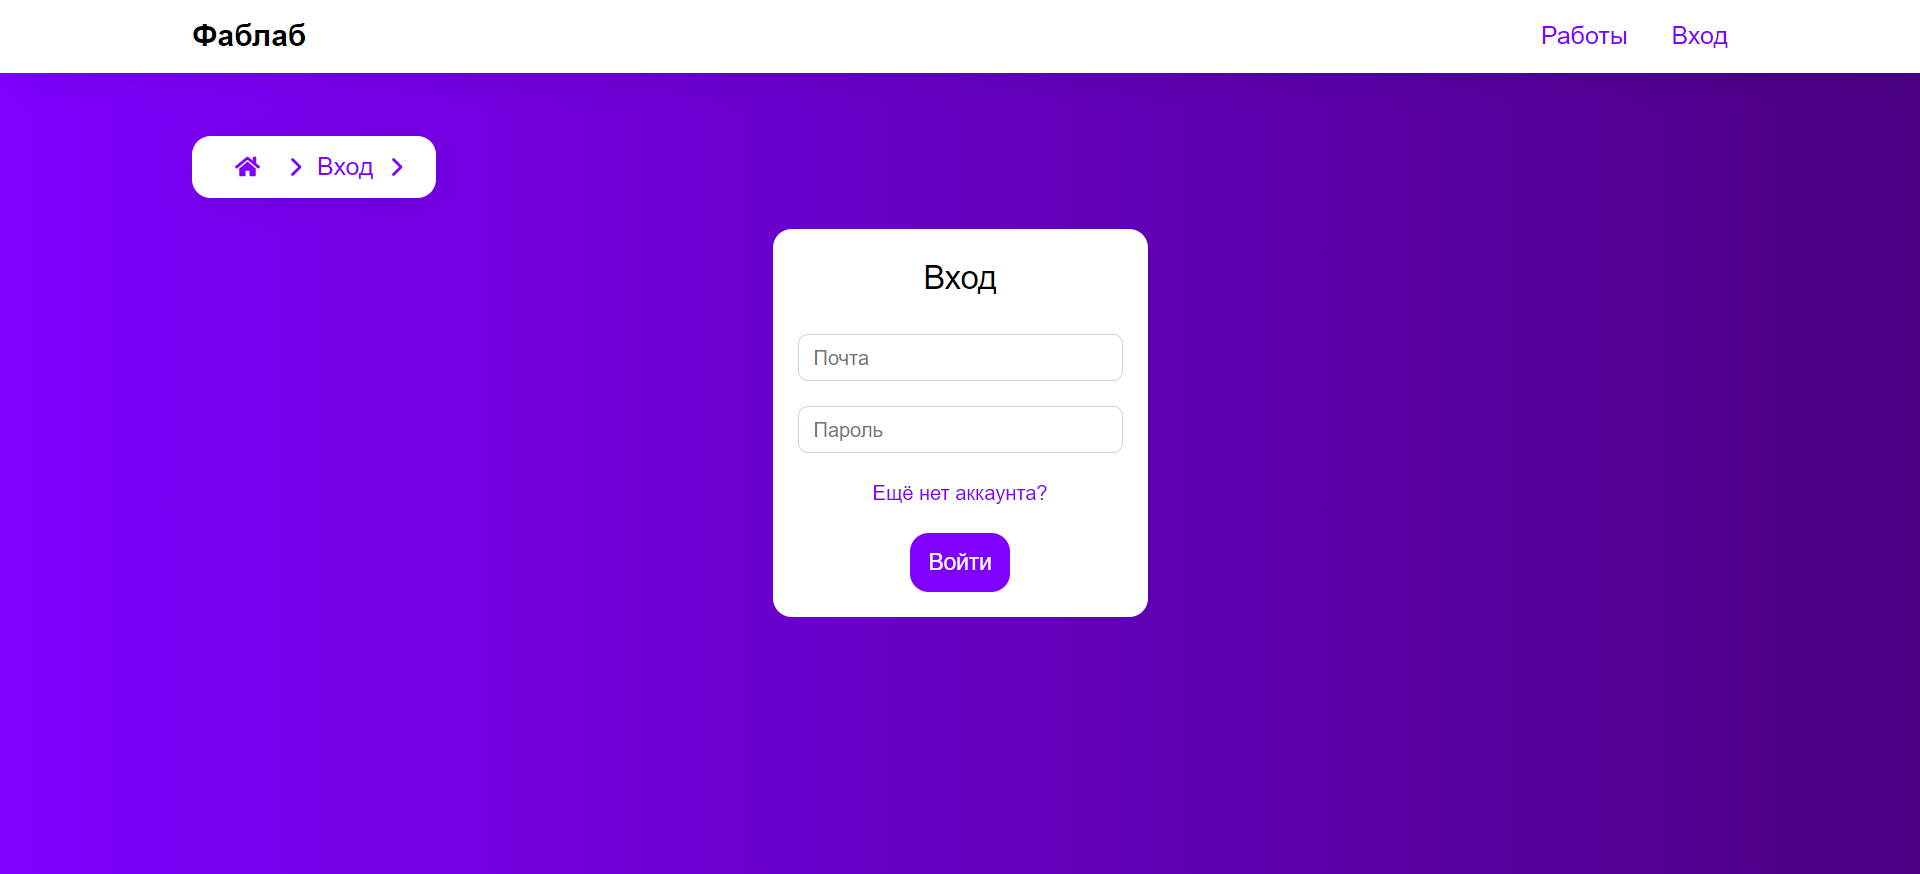 Фаблаб
Работы Вход
Вход
Вход
Почта
Пароль
Ещё нет аккаунта?
Войти